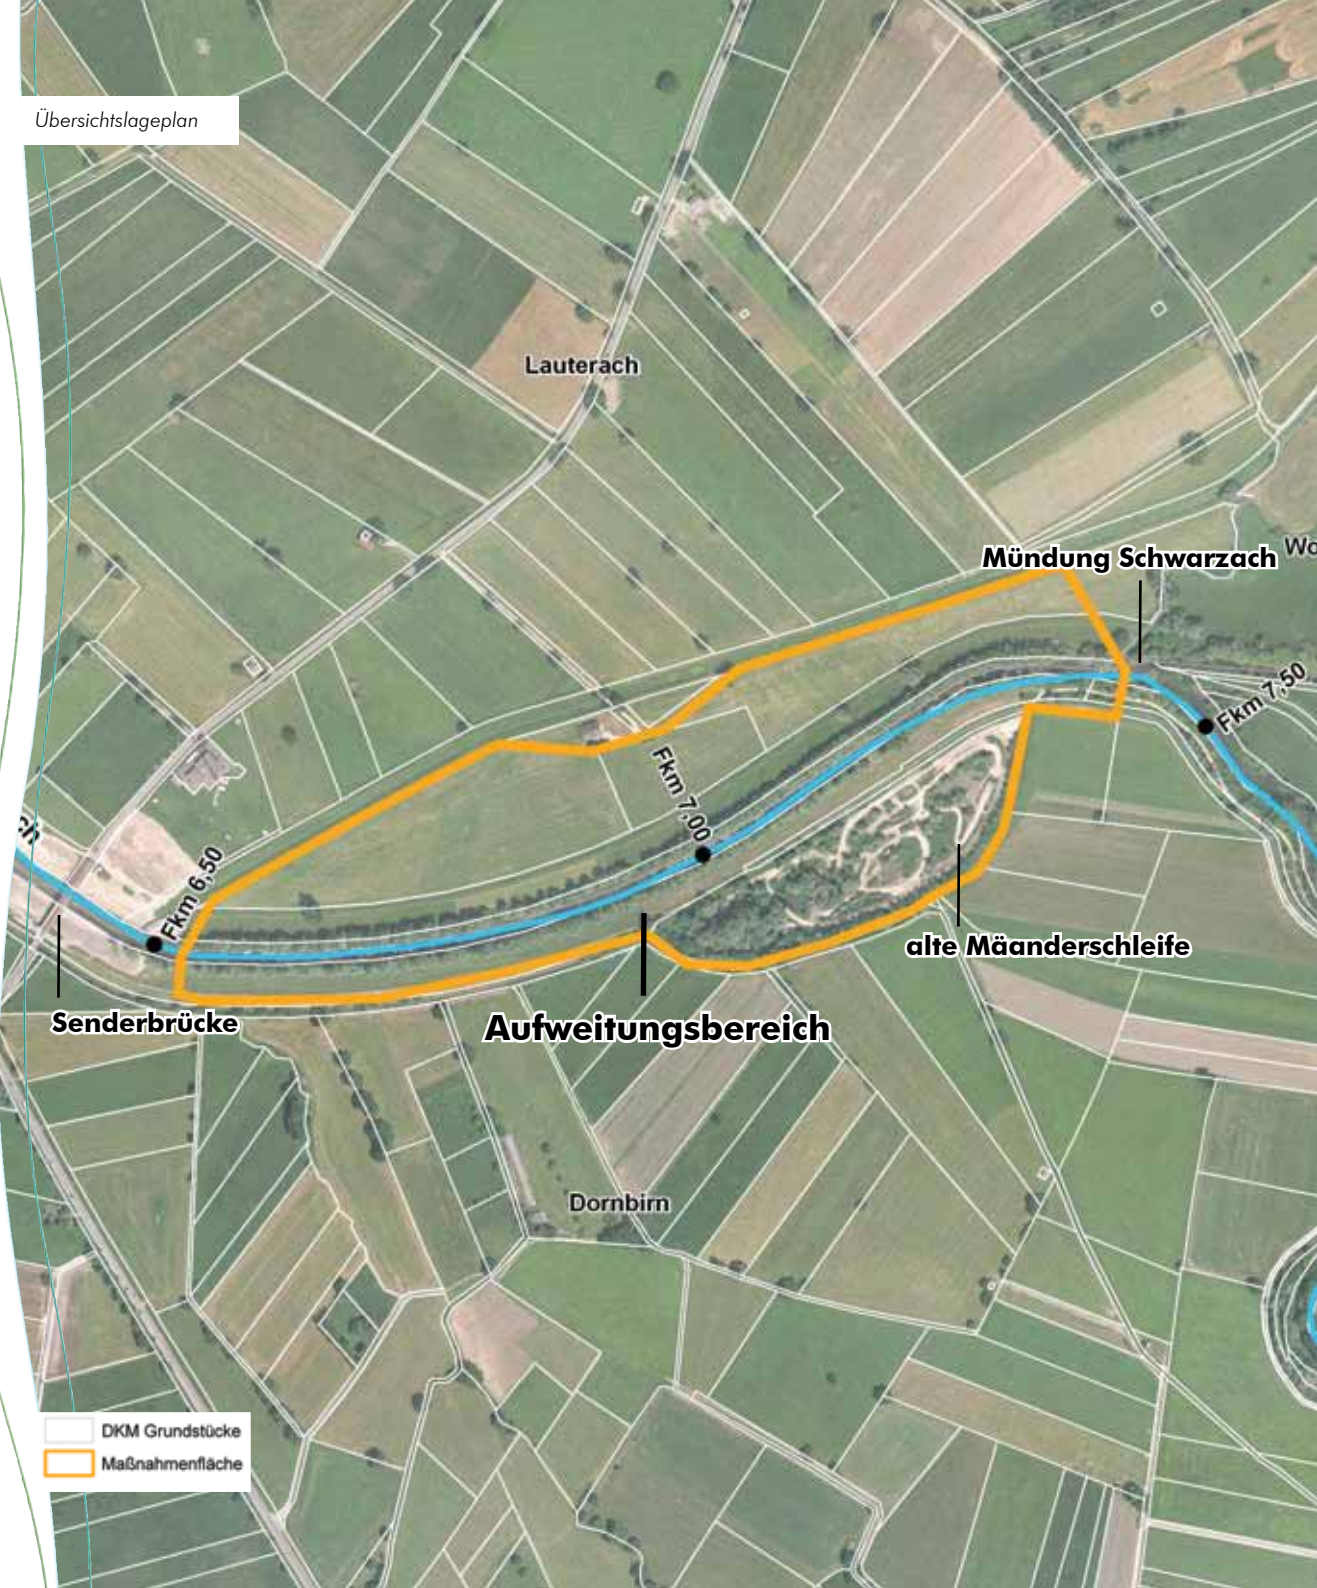 Übersichtslageplan
Lauterach
Mündung Schwarzach
Fkm 7,50
Fkm 7,00
Fkm 6,50
alte Mäanderschleife
Senderbrücke
Aufweitungsbereich
Dornbirn
DKM Grundstücke
Maßnahmenfläche